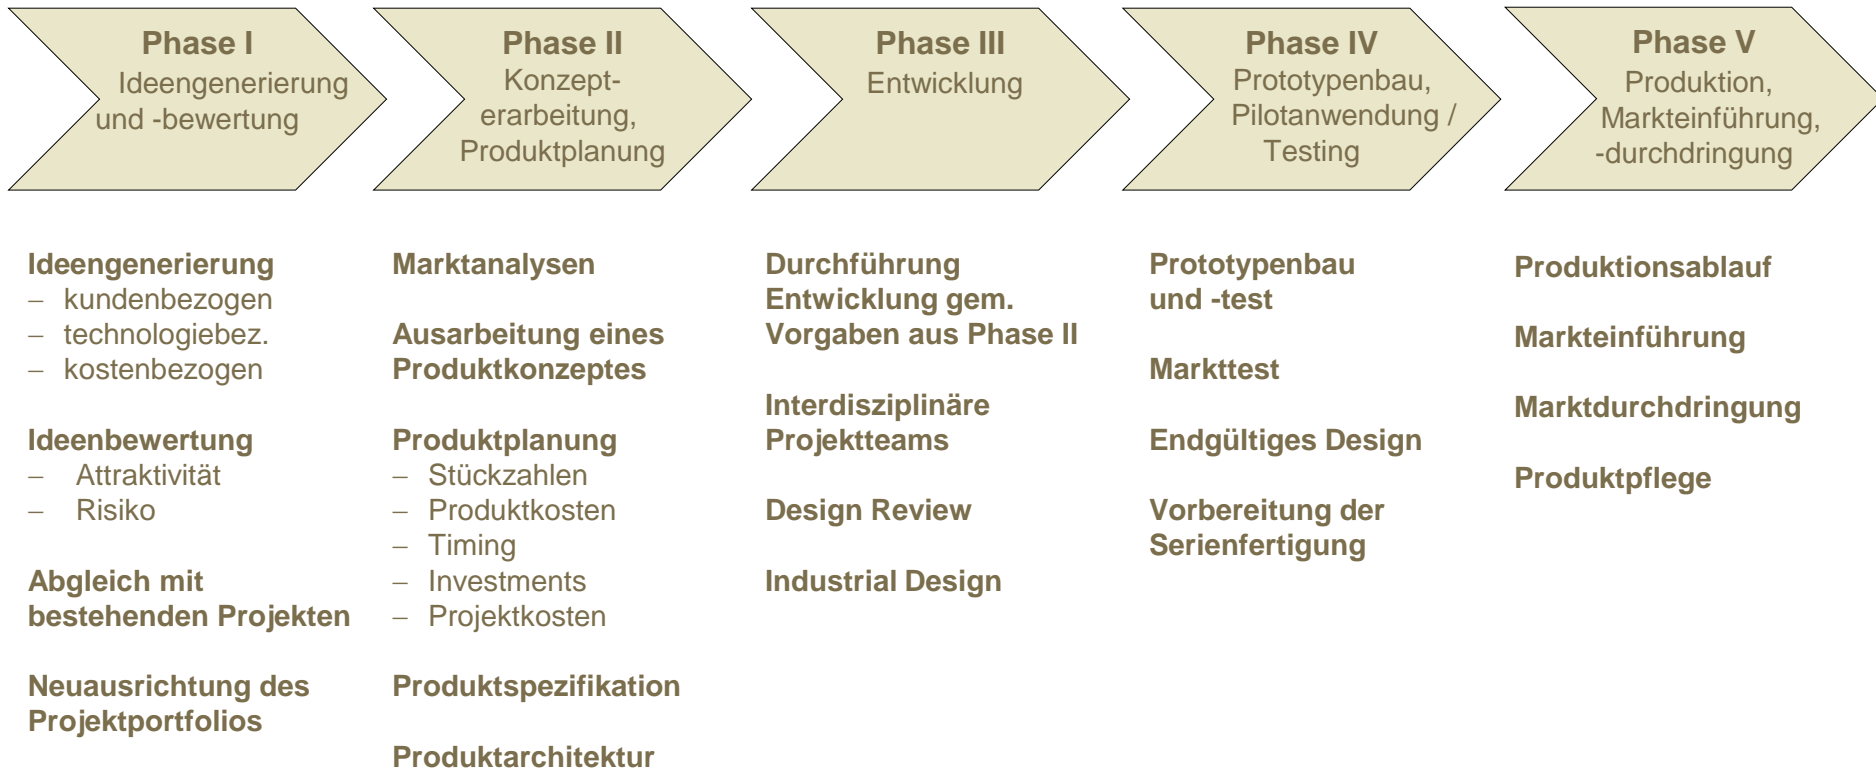 Phase I
Ideengenerierung
und -bewertung
Phase II
Konzept-
erarbeitung,
Produktplanung
Phase III
Entwicklung
Phase IV
Prototypenbau,
Pilotanwendung /
Testing
Phase V
Produktion,
Markteinführung,
-durchdringung
Ideengenerierung
– kundenbezogen
– technologiebez.
– kostenbezogen
Ideenbewertung
– Attraktivität
– Risiko
Abgleich mit
bestehenden Projekten
Neuausrichtung des
Projektportfolios
Marktanalysen
Ausarbeitung eines
Produktkonzeptes
Produktplanung
– Stückzahlen
– Produktkosten
– Timing
– Investments
– Projektkosten
Produktspezifikation
Produktarchitektur
Durchführung
Entwicklung gem.
Vorgaben aus Phase II
Interdisziplinäre
Projektteams
Design Review
Industrial Design
Prototypenbau
und -test
Markttest
Endgültiges Design
Vorbereitung der
Serienfertigung
Produktionsablauf
Markteinführung
Marktdurchdringung
Produktpflege